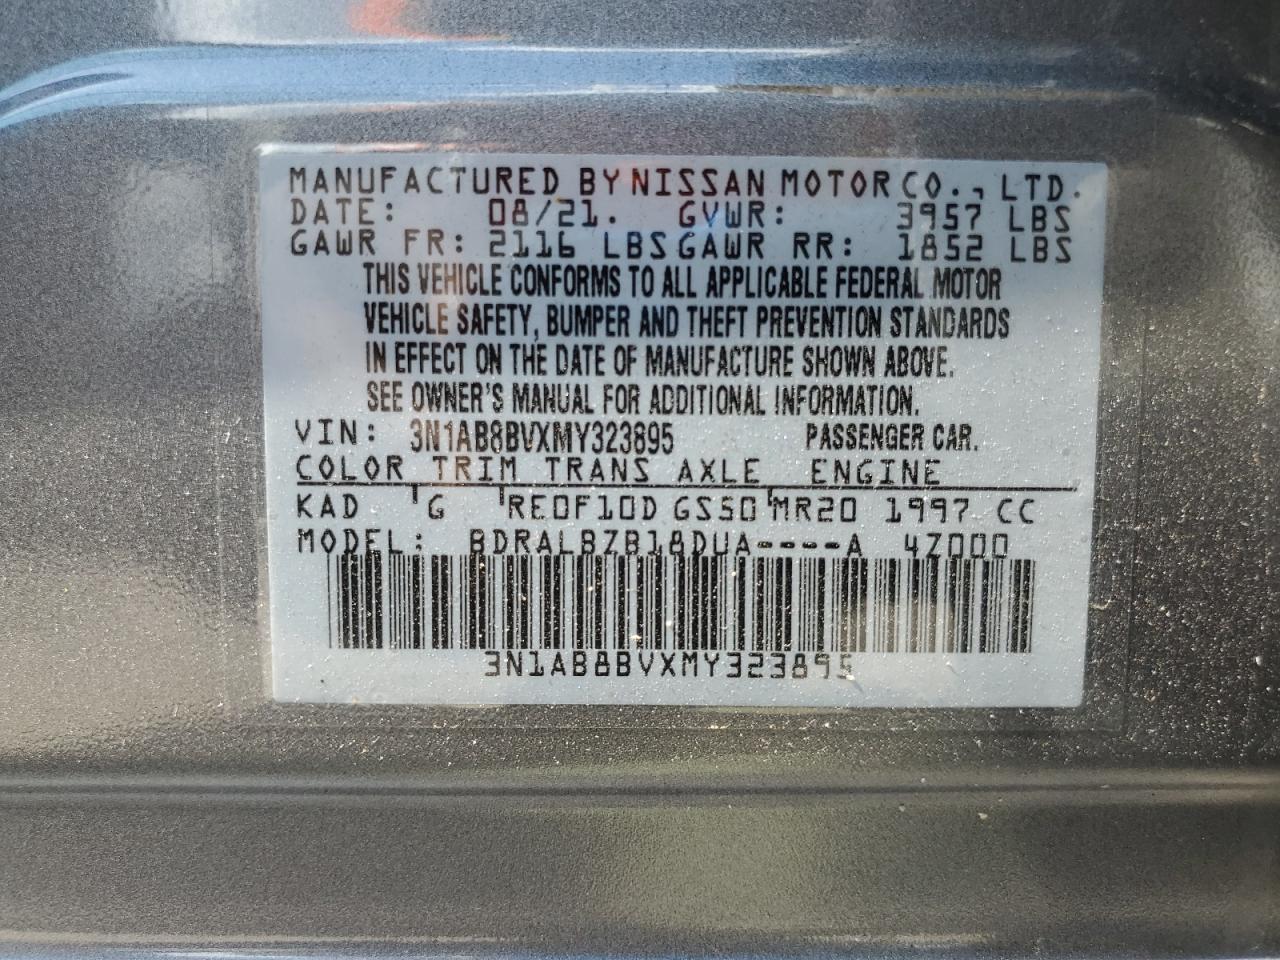 MANUFACTURED BY NISSAN MOTOR CO., LTD.
DATE: 08/21. GVWR: 3957 LBS
GAWR FR: 2116 LBS GAWR RR: 1852 LBS
THIS VEHICLE CONFORMS TO ALL APPLICABLE FEDERAL MOTOR
VEHICLE SAFETY, BUMPER AND THEFT PREVENTION STANDARDS
IN EFFECT ON THE DATE OF MANUFACTURE SHOWN ABOVE.
SEE OWNER'S MANUAL FOR ADDITIONAL INFORMATION.
VIN: 3N1AB8BVXMY323895 PASSENGER CAR.
COLOR TRIM TRANS AXLE ENGINE
KAD G RE0F10D GS50 MR20 1997 CC
MODEL: BDRALBZB18DUA----A 4Z000
3N1AB8BVXMY323895